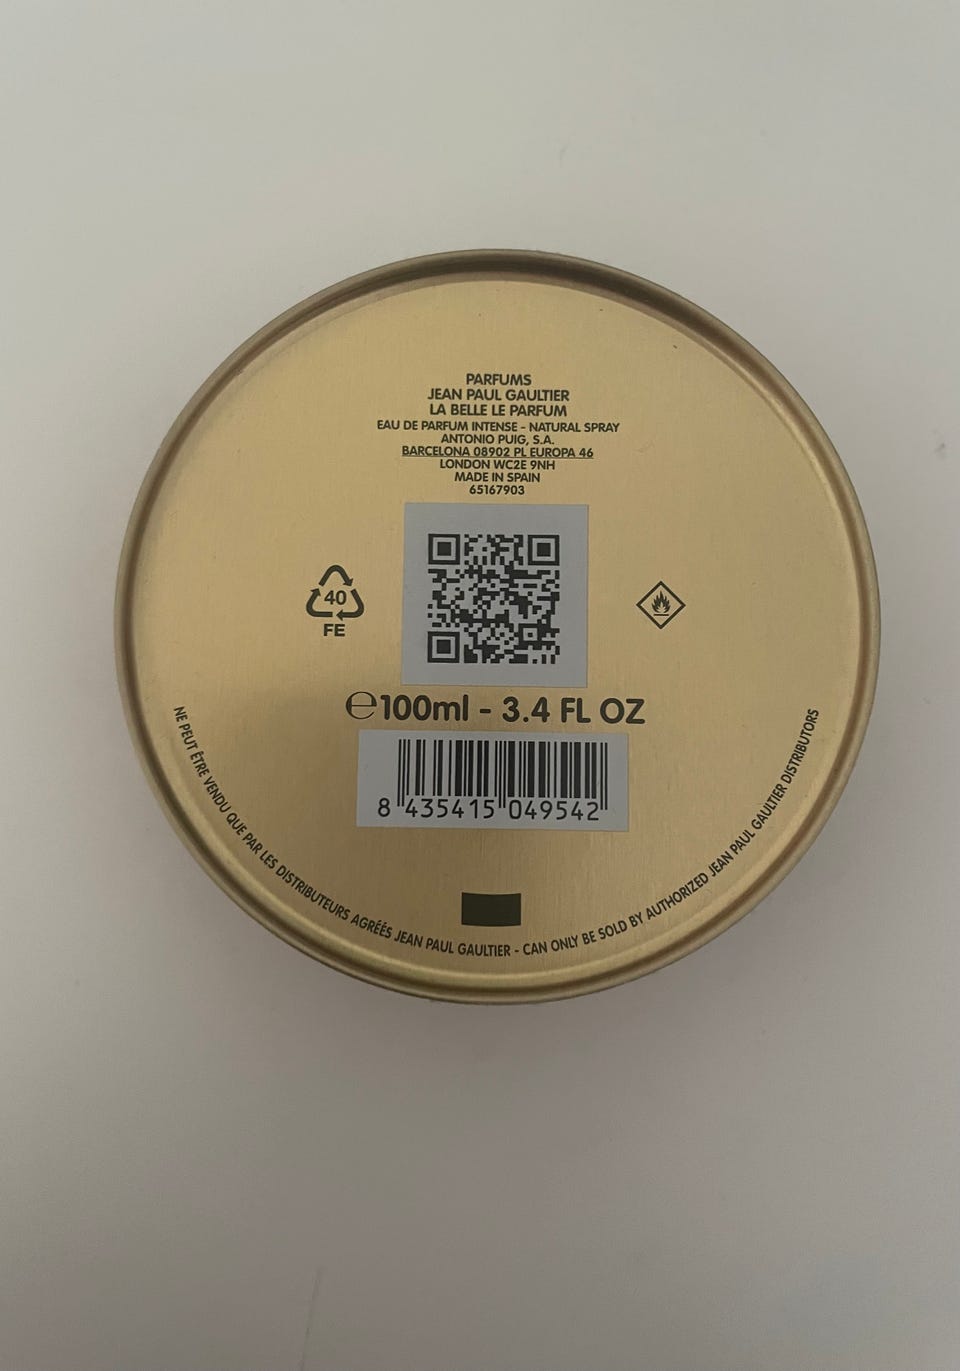 PARFUMS
JEAN PAUL GAULTIER
LA BELLE LE PARFUM
EAU DE PARFUM INTENSE - NATURAL SPRAY
ANTONIO PUIG, S.A.
BARCELONA 08902 PL EUROPA 46
LONDON WC2E 9NH
MADE IN SPAIN
65167903
40
FE
℮100ml - 3.4 FL OZ
8 435415 049542
NE PEUT ÊTRE VENDU QUE PAR LES DISTRIBUTEURS AGRÉÉS JEAN PAUL GAULTIER - CAN ONLY BE SOLD BY AUTHORIZED JEAN PAUL GAULTIER DISTRIBUTORS